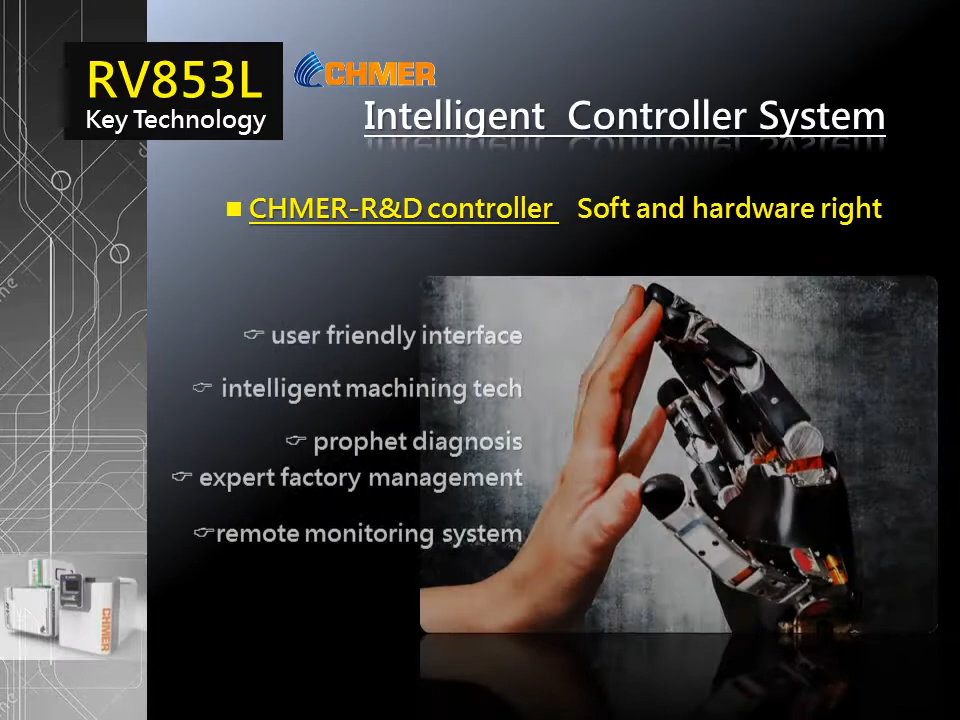 RV853L
Key Technology
CHMER
Intelligent Controller System
■ CHMER-R&D controller Soft and hardware right
☞ user friendly interface
☞ intelligent machining tech
☞ prophet diagnosis
☞ expert factory management
☞remote monitoring system
CHMER